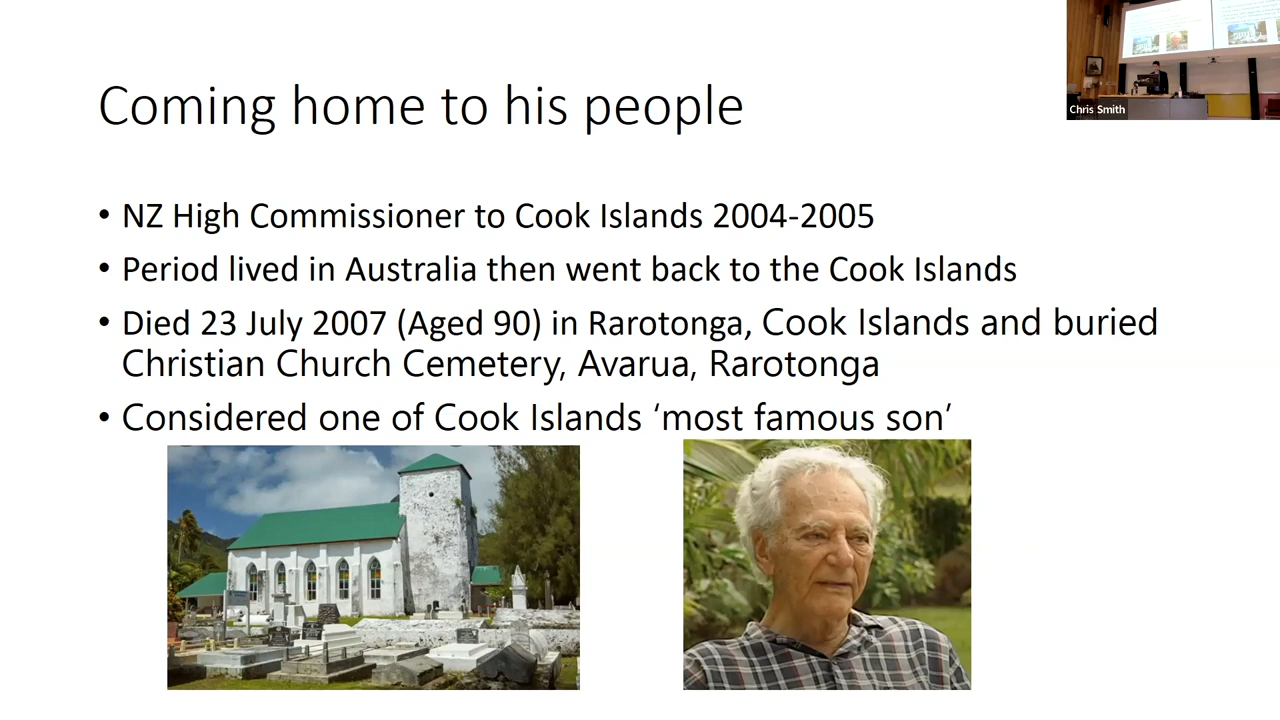 Coming home to his people
Chris Smith
• NZ High Commissioner to Cook Islands 2004-2005
• Period lived in Australia then went back to the Cook Islands
• Died 23 July 2007 (Aged 90) in Rarotonga, Cook Islands and buried
Christian Church Cemetery, Avarua, Rarotonga
• Considered one of Cook Islands ‘most famous son’